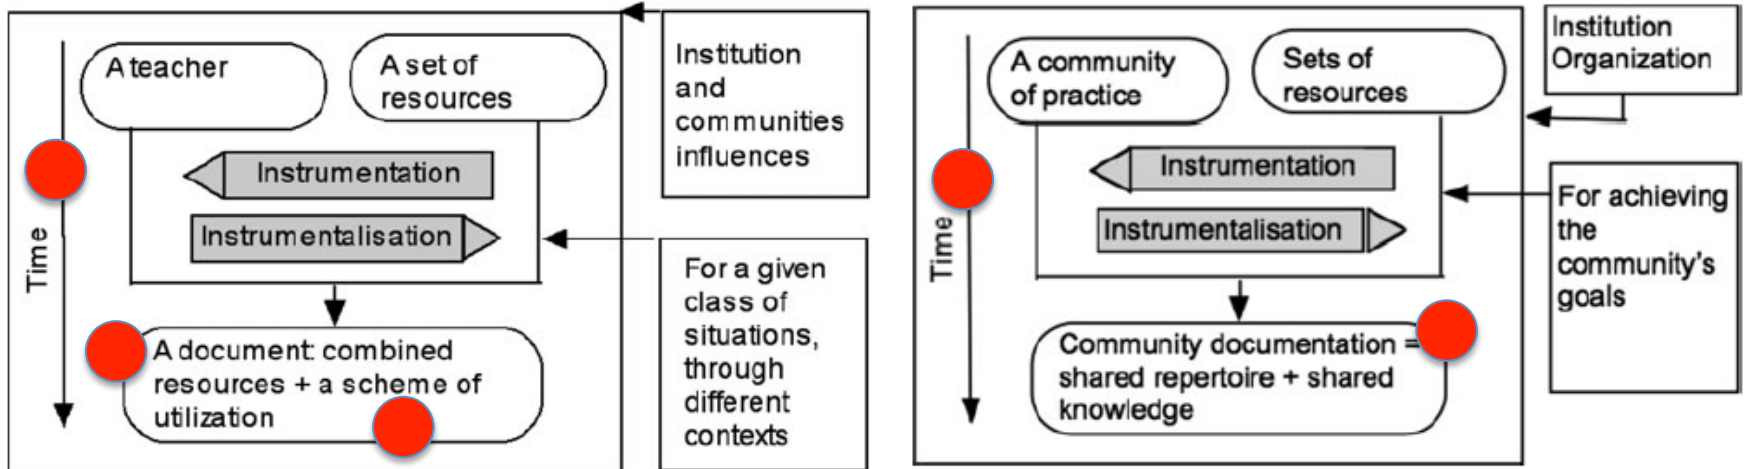 A teacher
A set of
resources
Instrumentation
Instrumentalisation
Time
A document: combined
resources + a scheme of
utilization
Institution
and
communities
influences
For a given
class of
situations,
through
different
contexts
A community
of practice
Sets of
resources
Instrumentation
Instrumentalisation
Time
Community documentation =
shared repertoire + shared
knowledge
Institution
Organization
For achieving
the
community's
goals